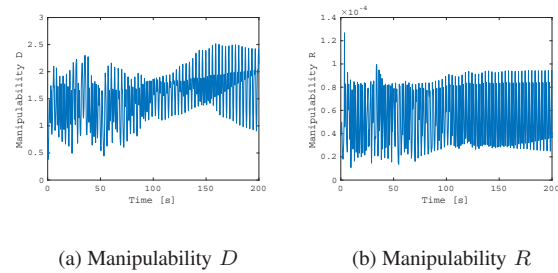 3
2.5
2
1.5
1
0.5
0
Manipulability D
0 50 100 150 200
Time [s]
×10⁻⁴
1.4
1.2
1
0.8
0.6
0.4
0.2
0
Manipulability R
0 50 100 150 200
Time [s]
(a) Manipulability D
(b) Manipulability R